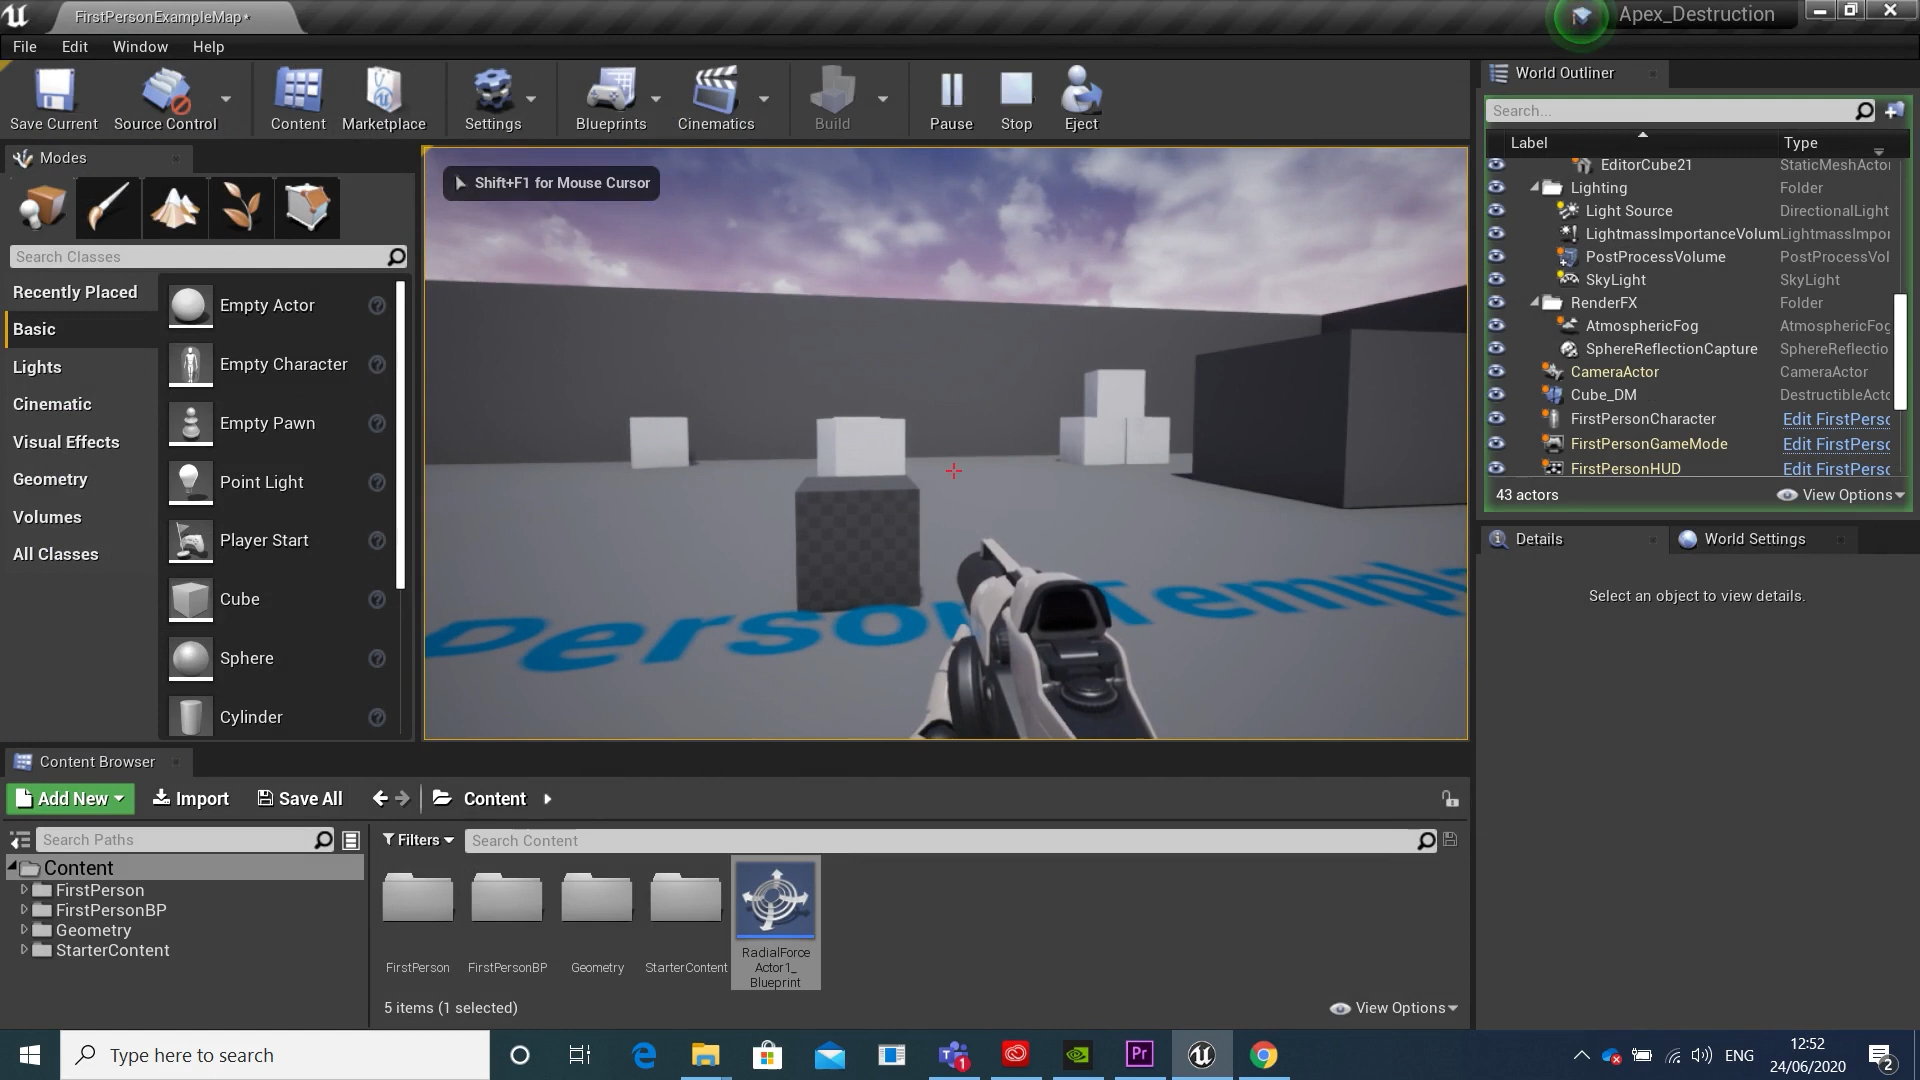 FirstPersonExampleMap*
Apex_Destruction
File Edit Window Help
Save Current
Source Control
Content
Marketplace
Settings
Blueprints
Cinematics
Build
Pause
Stop
Eject
Modes
Search Classes
Recently Placed
Basic
Lights
Cinematic
Visual Effects
Geometry
Volumes
All Classes
Empty Actor
Empty Character
Empty Pawn
Point Light
Player Start
Cube
Sphere
Cylinder
Shift+F1 for Mouse Cursor
person Templ
World Outliner
Search...
Label Type
EditorCube21 StaticMeshActor
Lighting Folder
Light Source DirectionalLight
LightmassImportanceVolum LightmassImpor
PostProcessVolume PostProcessVol
SkyLight SkyLight
RenderFX Folder
AtmosphericFog AtmosphericFog
SphereReflectionCapture SphereReflectio
CameraActor CameraActor
Cube_DM DestructibleActo
FirstPersonCharacter Edit FirstPerso
FirstPersonGameMode Edit FirstPerso
FirstPersonHUD Edit FirstPerso
43 actors
View Options
Details
World Settings
Select an object to view details.
Content Browser
Add New
Import
Save All
Content
Search Paths
Filters
Search Content
Content
FirstPerson
FirstPersonBP
Geometry
StarterContent
FirstPerson
FirstPersonBP
Geometry
StarterContent
RadialForce
Actor1_
Blueprint
5 items (1 selected)
View Options
Type here to search
1
Pr
ENG
12:52
24/06/2020
2